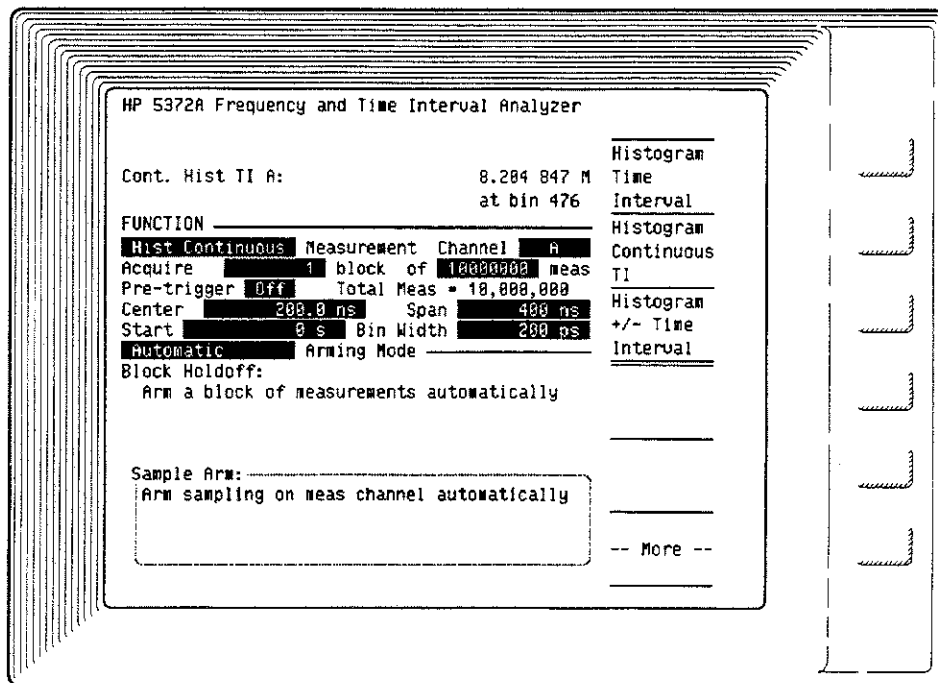 HP 5372A Frequency and Time Interval Analyzer
Cont. Hist TI A: 8.204 847 M
at bin 476
FUNCTION
Hist Continuous Measurement Channel A
Acquire 1 block of 10000000 meas
Pre-trigger Off Total Meas = 10,000,000
Center 200.0 ns Span 400 ns
Start 0 s Bin Width 200 ps
Automatic Arming Mode
Block Holdoff:
Arm a block of measurements automatically
Sample Arm:
Arm sampling on meas channel automatically
Histogram
Time
Interval
Histogram
Continuous
TI
Histogram
+/- Time
Interval
-- More --